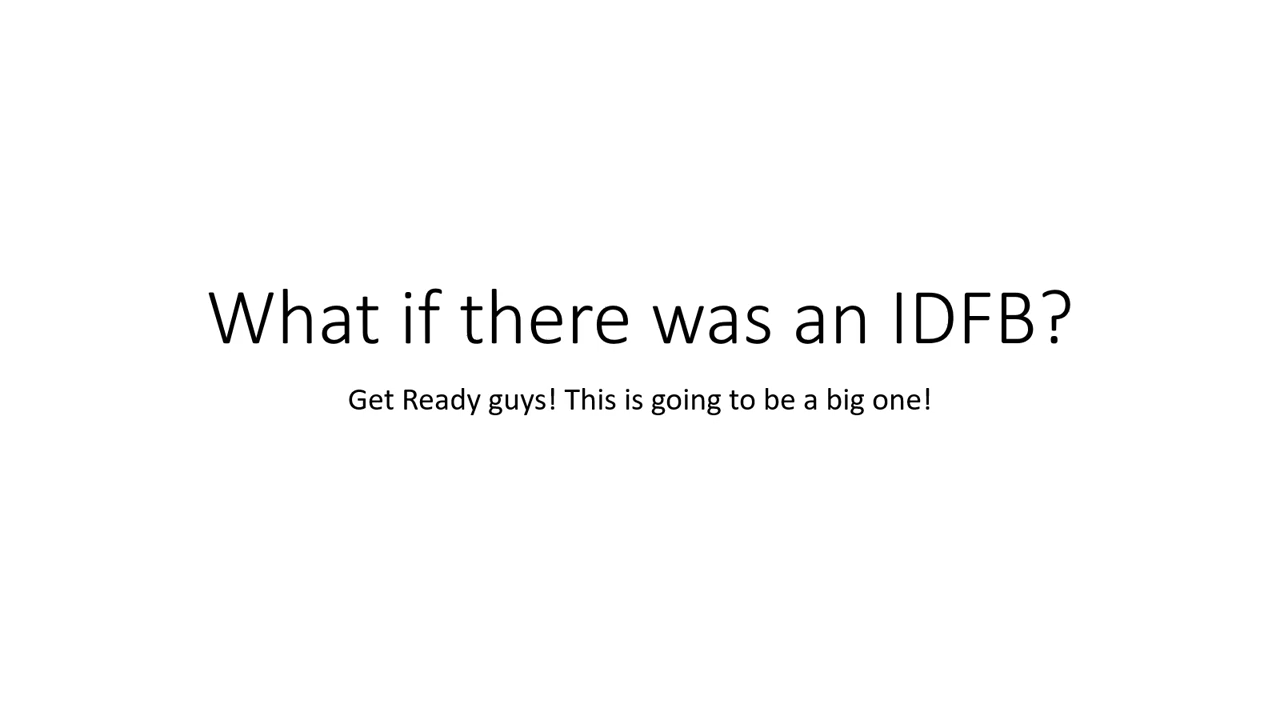 What if there was an IDFB?
Get Ready guys! This is going to be a big one!